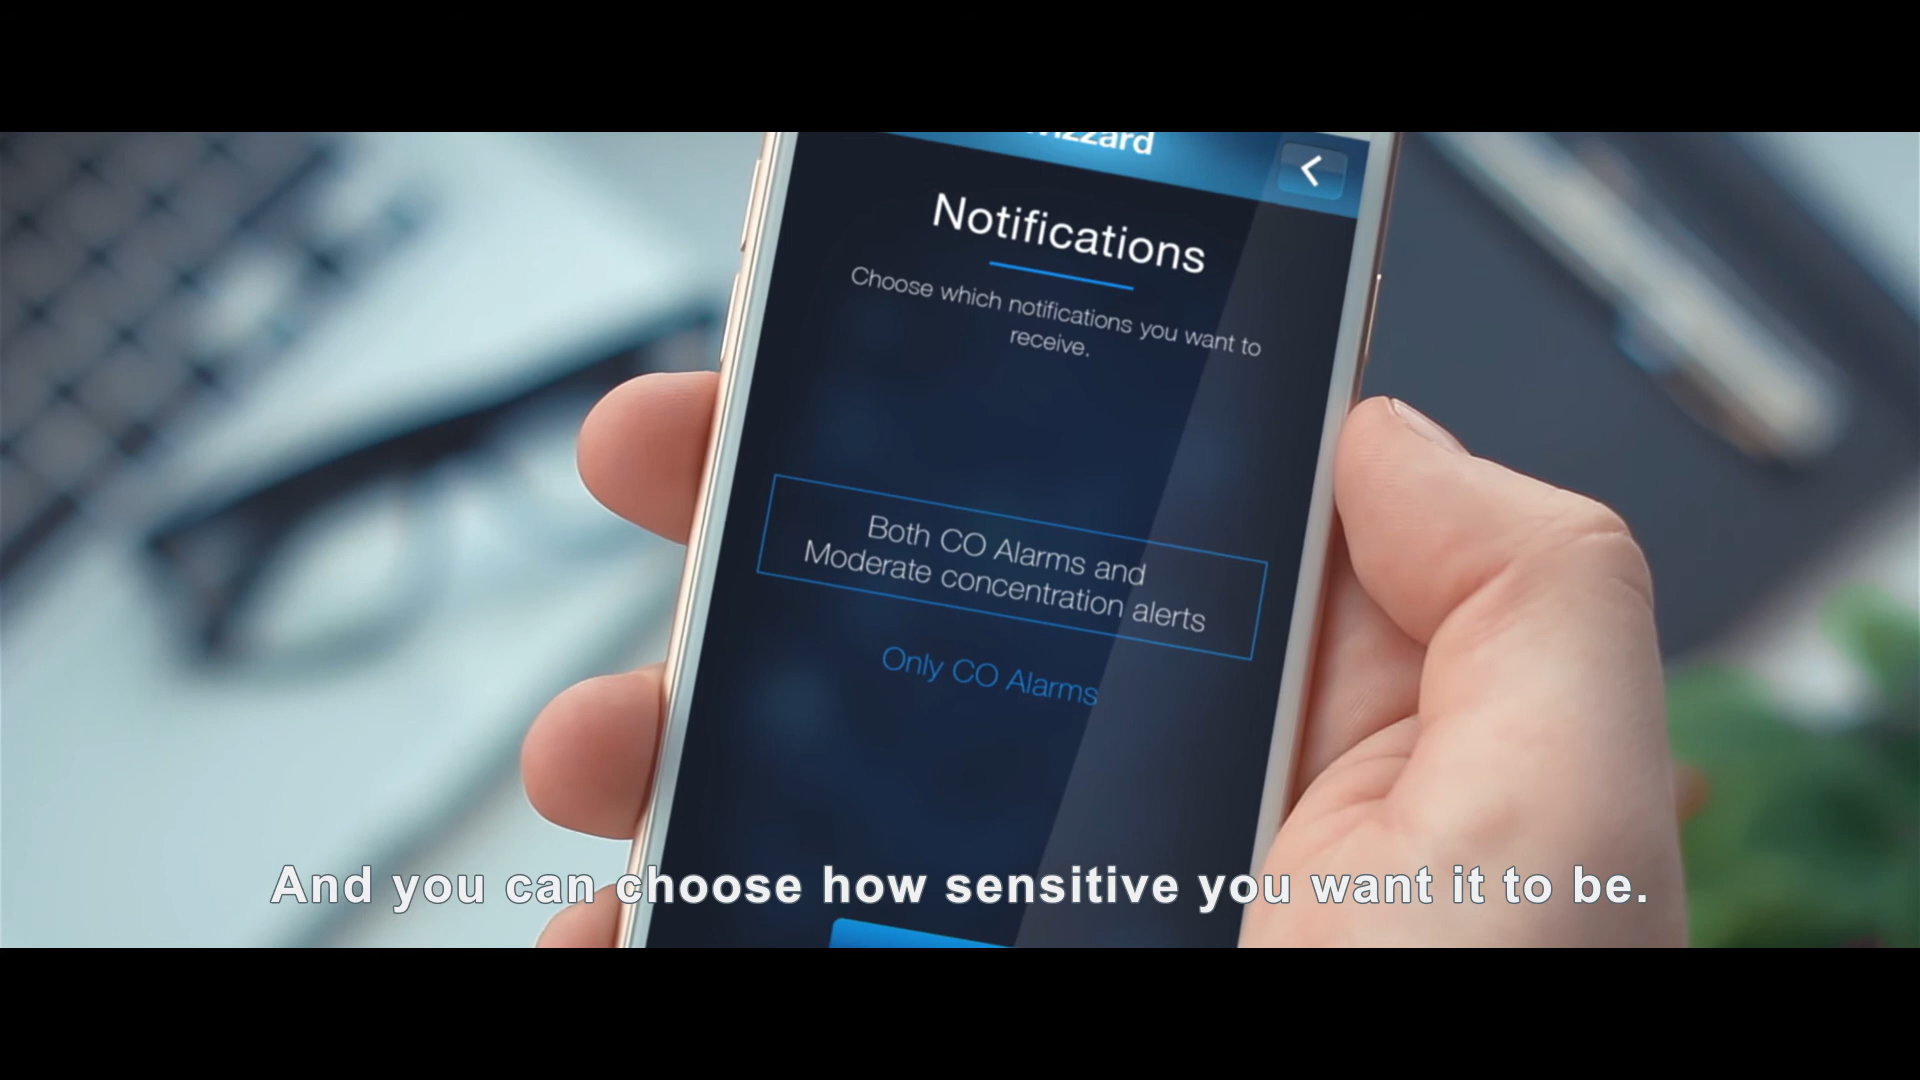 Notifications
Choose which notifications you want to
receive.
Both CO Alarms and
Moderate concentration alerts
Only CO Alarms
And you can choose how sensitive you want it to be.